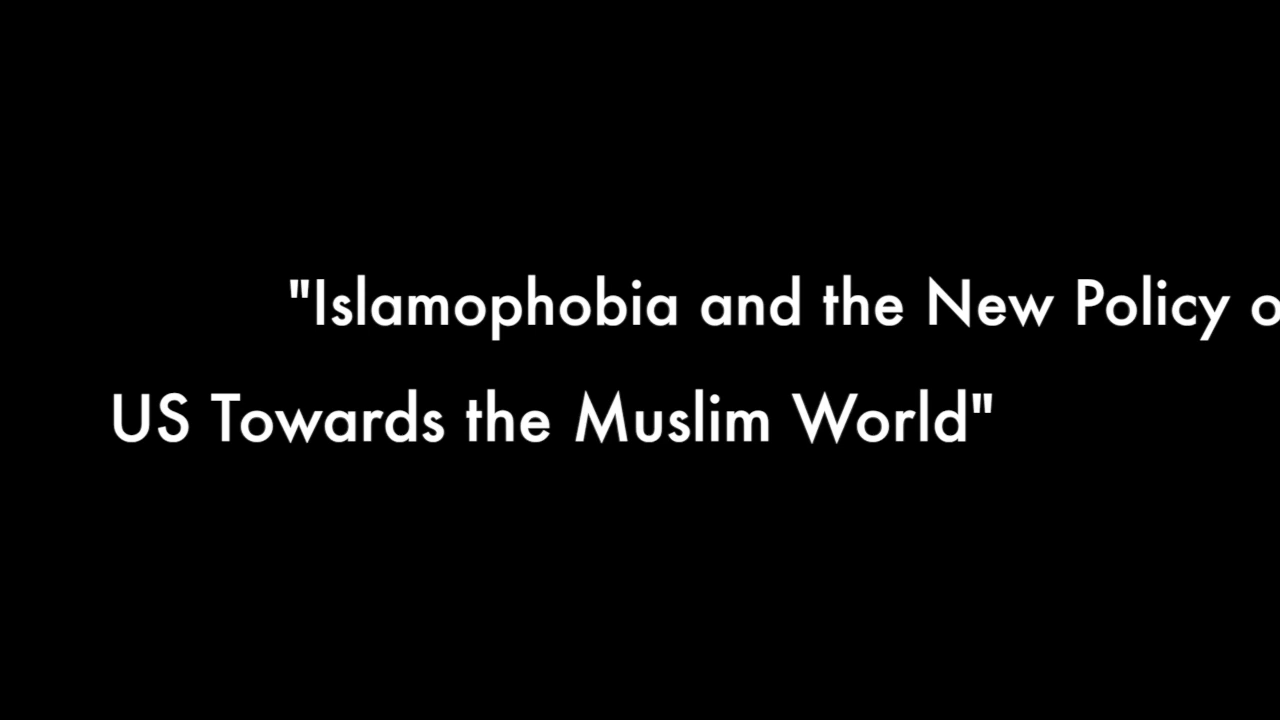 "Islamophobia and the New Policy o
US Towards the Muslim World"